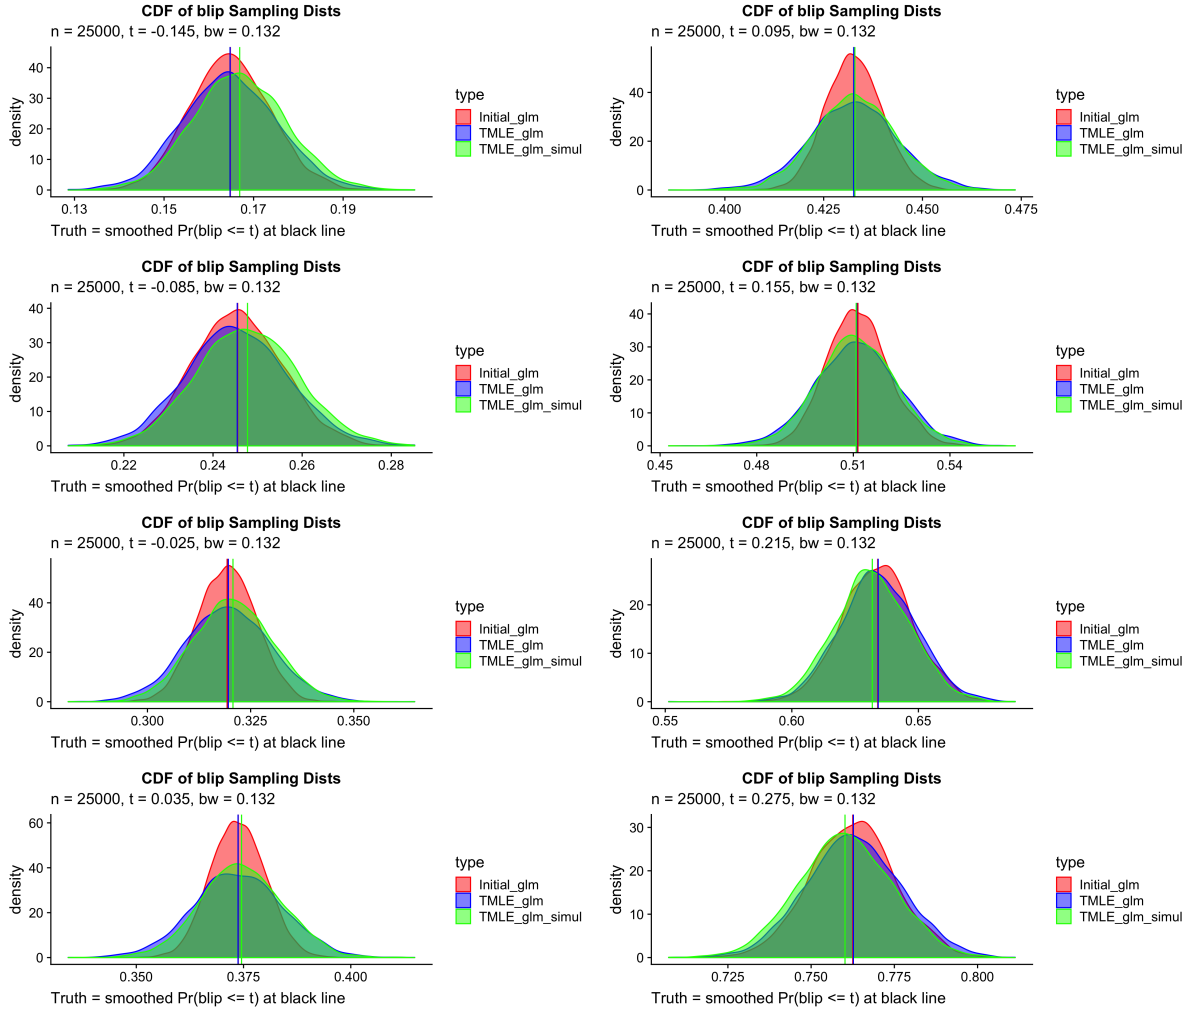 CDF of blip Sampling Dists
n = 25000, t = -0.145, bw = 0.132
density
40
30
20
10
0
0.13 0.15 0.17 0.19
Truth = smoothed Pr(blip <= t) at black line
type
Initial_glm
TMLE_glm
TMLE_glm_simul
CDF of blip Sampling Dists
n = 25000, t = 0.095, bw = 0.132
density
40
20
0
0.400 0.425 0.450 0.475
Truth = smoothed Pr(blip <= t) at black line
type
Initial_glm
TMLE_glm
TMLE_glm_simul
CDF of blip Sampling Dists
n = 25000, t = -0.085, bw = 0.132
density
40
30
20
10
0
0.22 0.24 0.26 0.28
Truth = smoothed Pr(blip <= t) at black line
type
Initial_glm
TMLE_glm
TMLE_glm_simul
CDF of blip Sampling Dists
n = 25000, t = 0.155, bw = 0.132
density
40
30
20
10
0
0.45 0.48 0.51 0.54
Truth = smoothed Pr(blip <= t) at black line
type
Initial_glm
TMLE_glm
TMLE_glm_simul
CDF of blip Sampling Dists
n = 25000, t = -0.025, bw = 0.132
density
40
20
0
0.300 0.325 0.350
Truth = smoothed Pr(blip <= t) at black line
type
Initial_glm
TMLE_glm
TMLE_glm_simul
CDF of blip Sampling Dists
n = 25000, t = 0.215, bw = 0.132
density
20
10
0
0.55 0.60 0.65
Truth = smoothed Pr(blip <= t) at black line
type
Initial_glm
TMLE_glm
TMLE_glm_simul
CDF of blip Sampling Dists
n = 25000, t = 0.035, bw = 0.132
density
60
40
20
0
0.350 0.375 0.400
Truth = smoothed Pr(blip <= t) at black line
type
Initial_glm
TMLE_glm
TMLE_glm_simul
CDF of blip Sampling Dists
n = 25000, t = 0.275, bw = 0.132
density
30
20
10
0
0.725 0.750 0.775 0.800
Truth = smoothed Pr(blip <= t) at black line
type
Initial_glm
TMLE_glm
TMLE_glm_simul